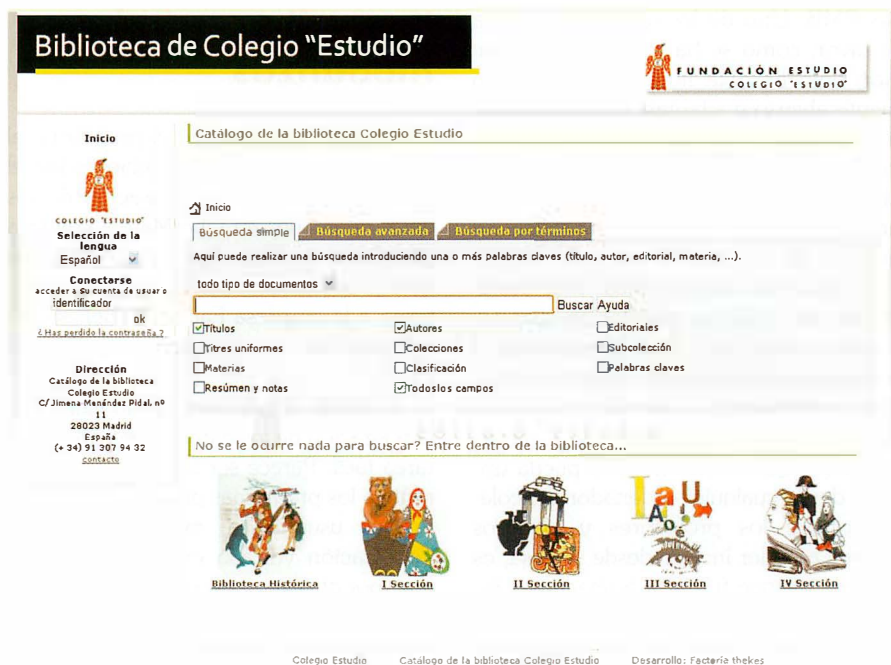 Biblioteca de Colegio "Estudio"
FUNDACIÓN ESTUDIO
COLEGIO "ESTUDIO"
Inicio
COLEGIO "ESTUDIO"
Selección de la
lengua
Español
Conectarse
acceder a su cuenta de usuario
identificador
ok
¿Has perdido la contraseña ?
Dirección
Catálogo de la biblioteca
Colegio Estudio
C/ Jimena Menéndez Pidal, nº
11
28023 Madrid
España
(+ 34) 91 307 94 32
contacto
Catálogo de la biblioteca Colegio Estudio
Inicio
Búsqueda simple Búsqueda avanzada Búsqueda por términos
Aquí puede realizar una búsqueda introduciendo una o más palabras claves (título, autor, editorial, materia, ...).
todo tipo de documentos
Buscar Ayuda
Títulos Autores Editoriales
Titres uniformes Colecciones Subcolección
Materias Clasificación Palabras claves
Resúmen y notas Todoslos campos
No se le ocurre nada para buscar? Entre dentro de la biblioteca...
Biblioteca Histórica I Sección II Sección III Sección IV Sección
Colegio Estudio Catálogo de la biblioteca Colegio Estudio Desarrollo: Factoría thekes